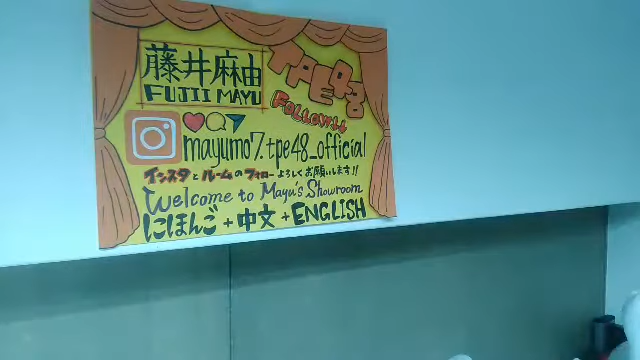 藤井麻由
FUJII MAYU
TPE48
FOLLOW us
mayumo7.tpe48_official
インスタとルームのフォローよろしくお願いします!!
Welcome to Mayu's Showroom
にほんご + 中文 + ENGLISH